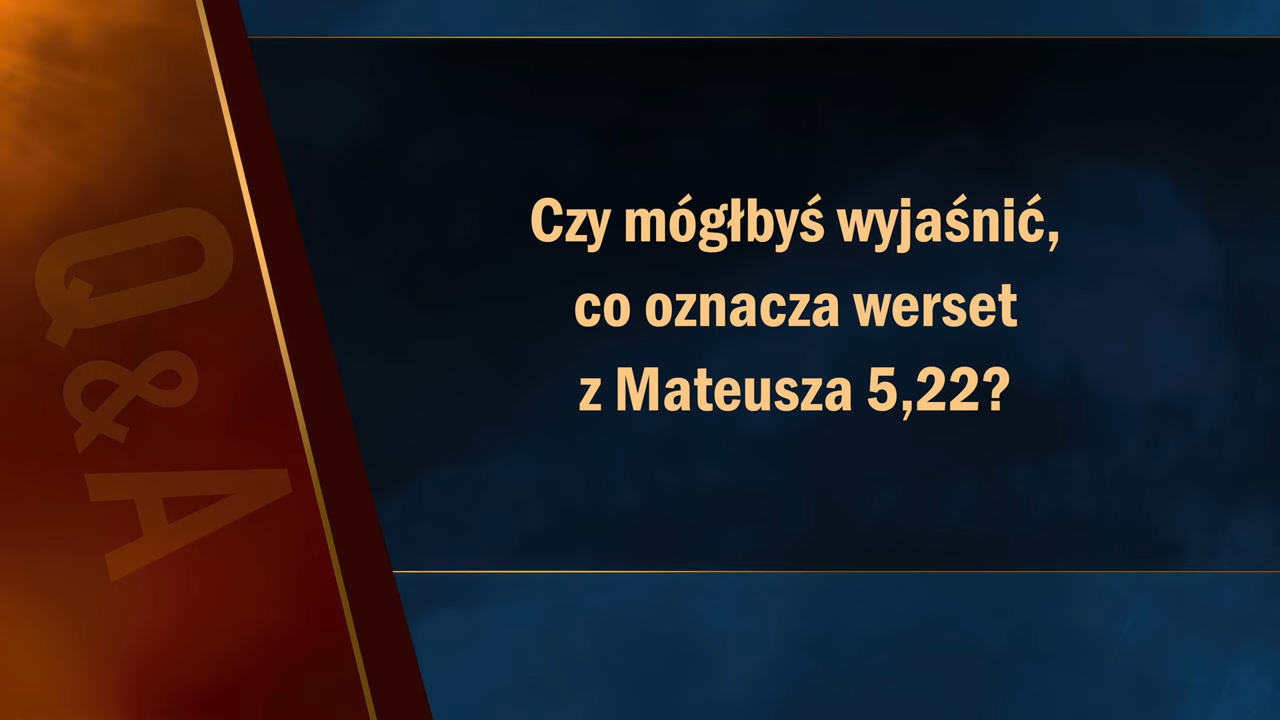 Q & A
Czy mógłbyś wyjaśnić,
co oznacza werset
z Mateusza 5,22?